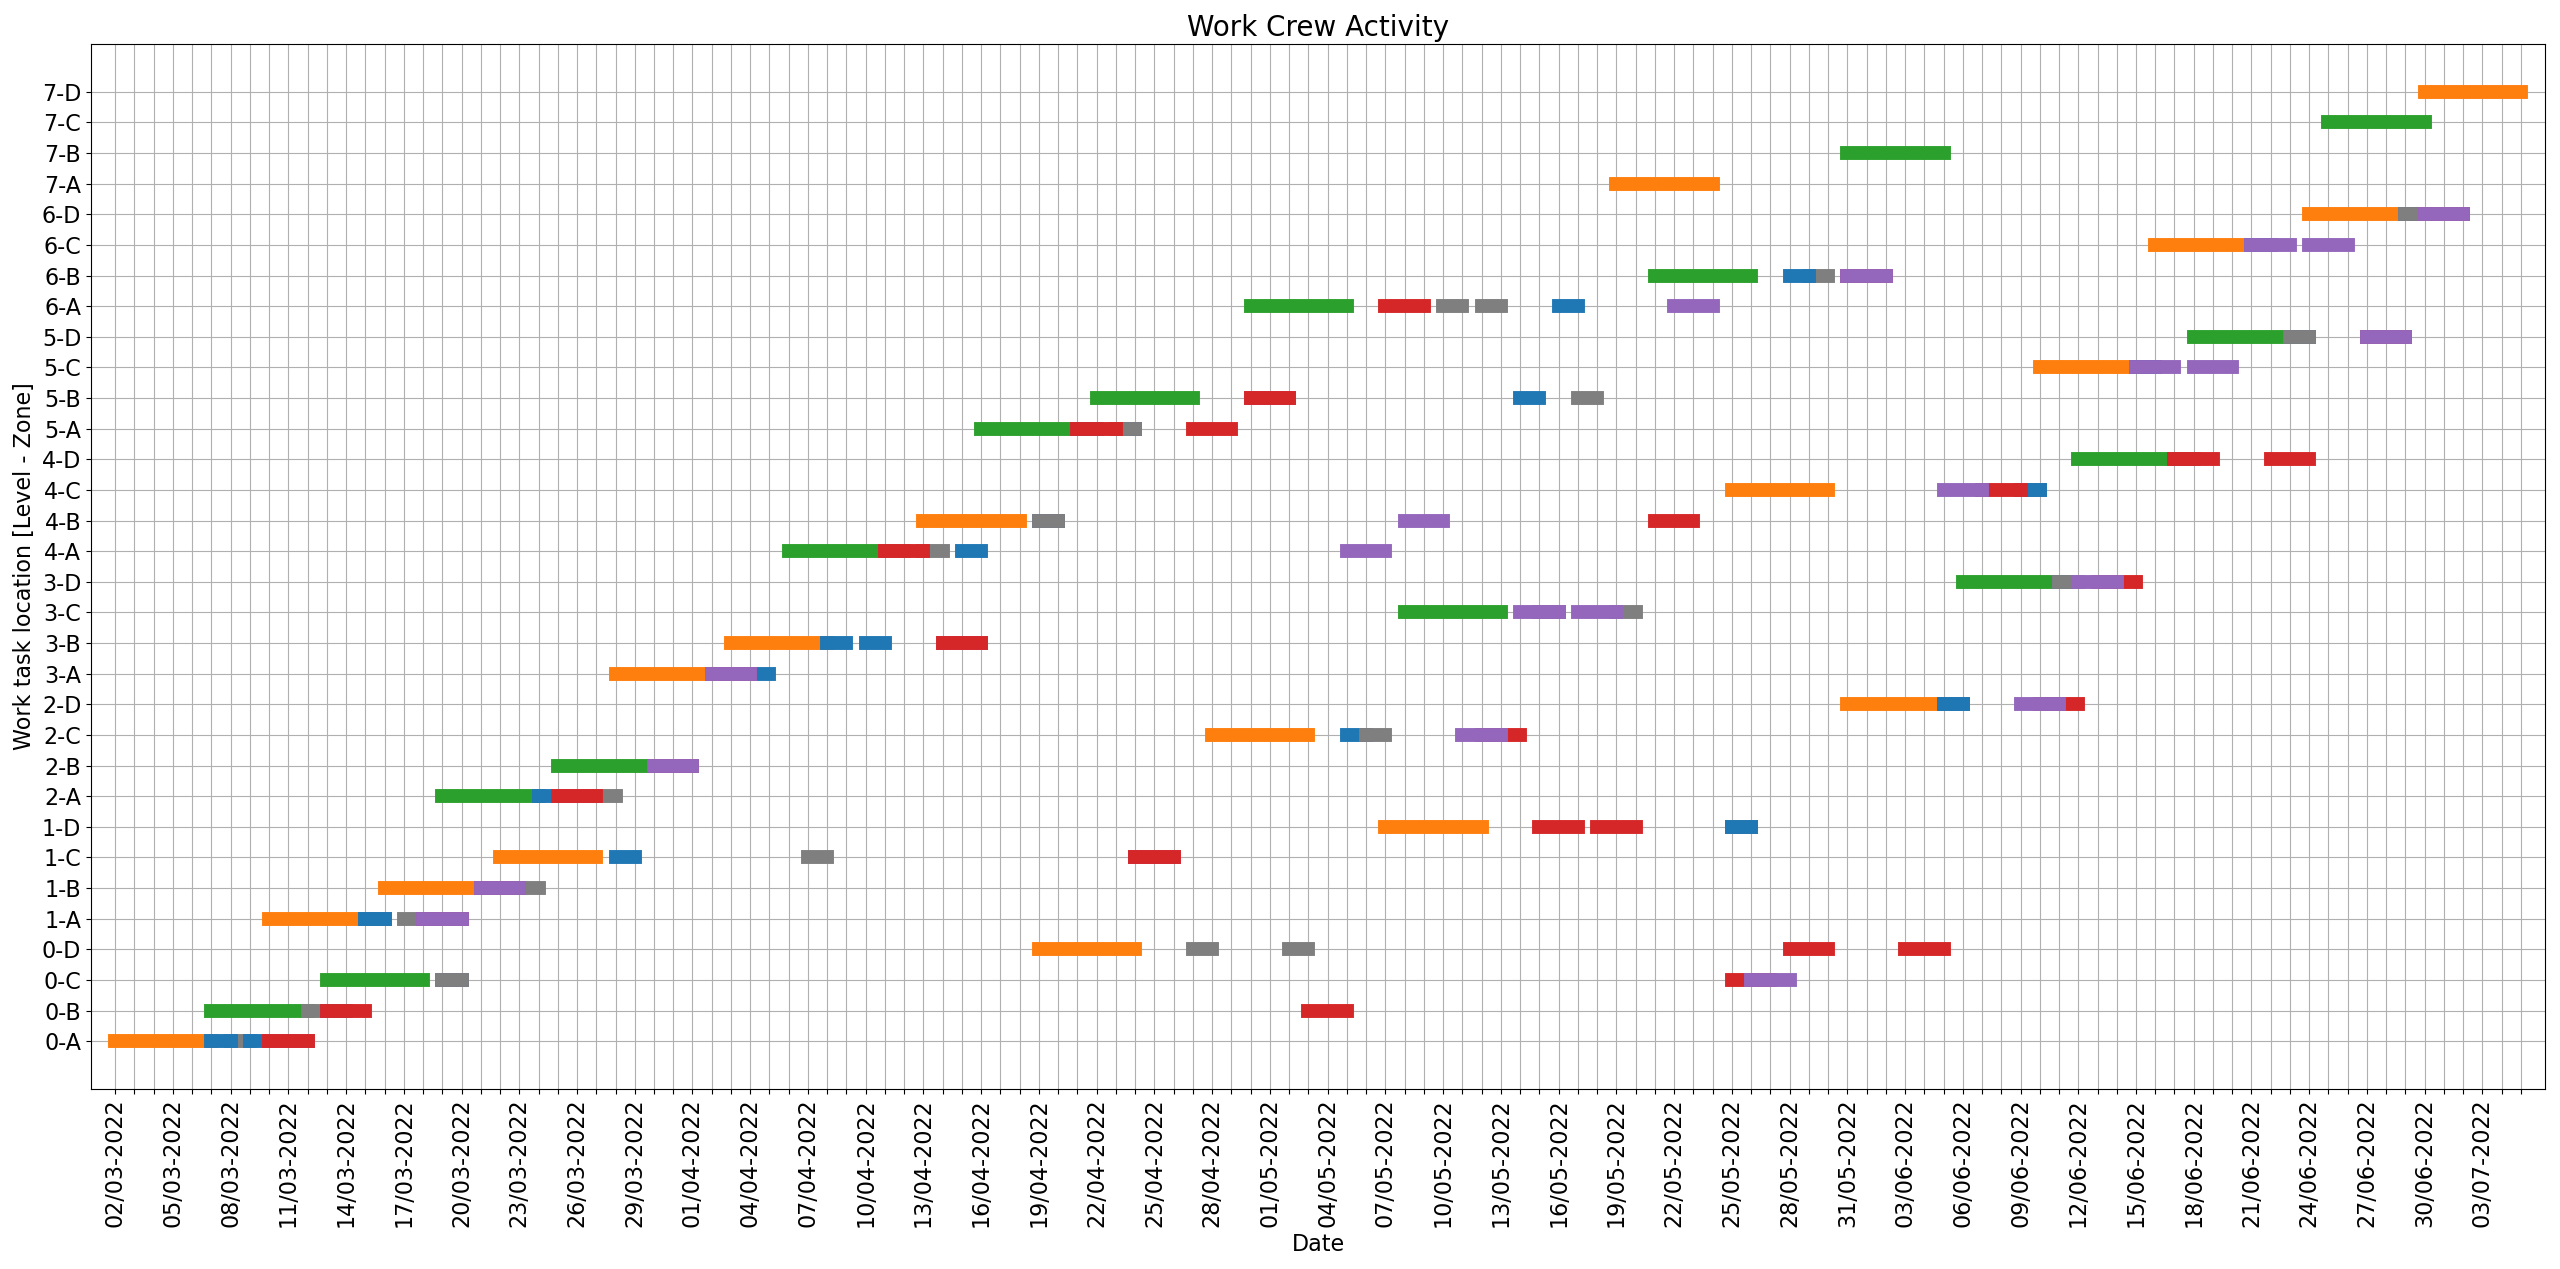 Work Crew Activity
7-D
7-C
7-B
7-A
6-D
6-C
6-B
6-A
5-D
5-C
5-B
5-A
4-D
4-C
4-B
4-A
3-D
3-C
3-B
3-A
2-D
2-C
2-B
2-A
1-D
1-C
1-B
1-A
0-D
0-C
0-B
0-A
Work task location [Level - Zone]
02/03-2022
05/03-2022
08/03-2022
11/03-2022
14/03-2022
17/03-2022
20/03-2022
23/03-2022
26/03-2022
29/03-2022
01/04-2022
04/04-2022
07/04-2022
10/04-2022
13/04-2022
16/04-2022
19/04-2022
22/04-2022
25/04-2022
28/04-2022
01/05-2022
04/05-2022
07/05-2022
10/05-2022
13/05-2022
16/05-2022
19/05-2022
22/05-2022
25/05-2022
28/05-2022
31/05-2022
03/06-2022
06/06-2022
09/06-2022
12/06-2022
15/06-2022
18/06-2022
21/06-2022
24/06-2022
27/06-2022
30/06-2022
03/07-2022
Date